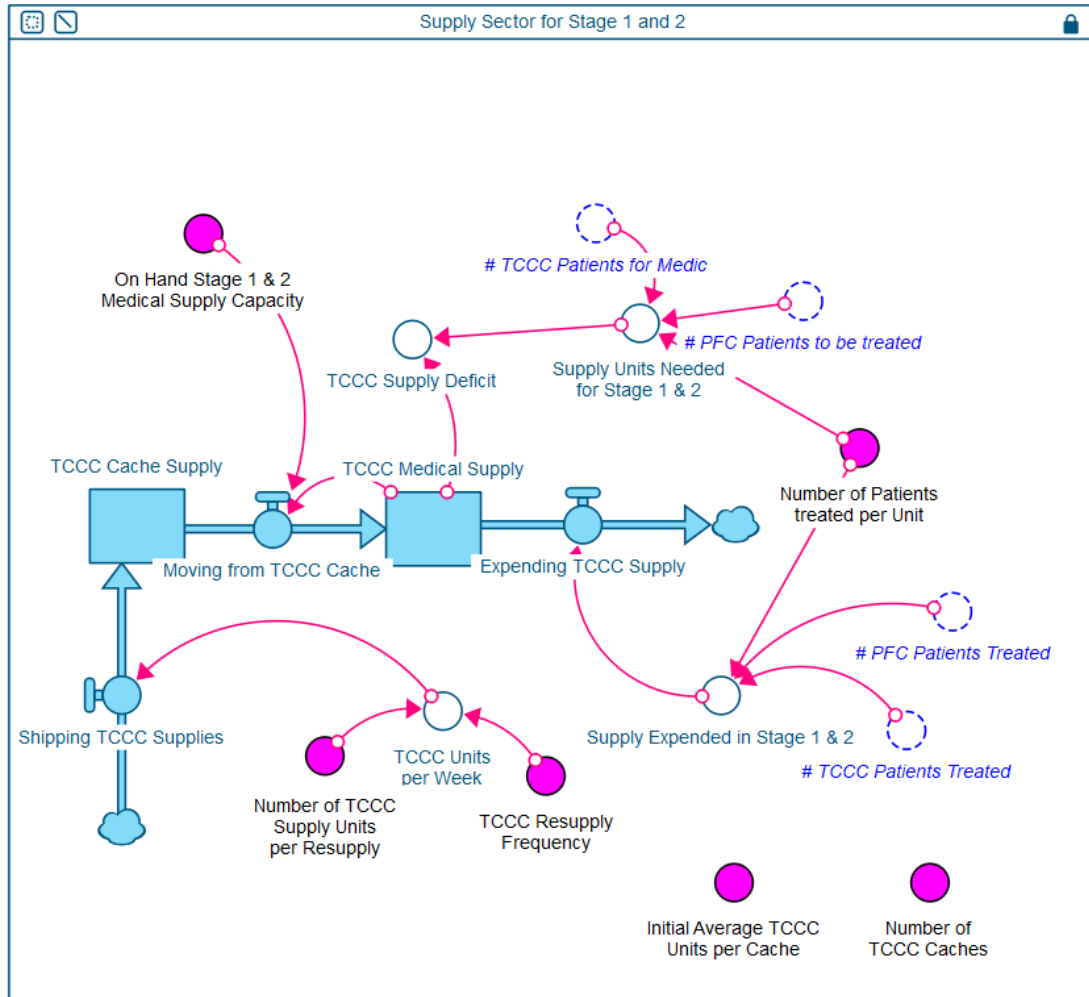 Supply Sector for Stage 1 and 2
# TCCC Patients for Medic
On Hand Stage 1 & 2
Medical Supply Capacity
# PFC Patients to be treated
TCCC Supply Deficit
Supply Units Needed
for Stage 1 & 2
TCCC Cache Supply
TCCC Medical Supply
Number of Patients
treated per Unit
Moving from TCCC Cache
Expending TCCC Supply
# PFC Patients Treated
Shipping TCCC Supplies
Supply Expended in Stage 1 & 2
TCCC Units
per Week
# TCCC Patients Treated
Number of TCCC
Supply Units
per Resupply
TCCC Resupply
Frequency
Initial Average TCCC
Units per Cache
Number of
TCCC Caches